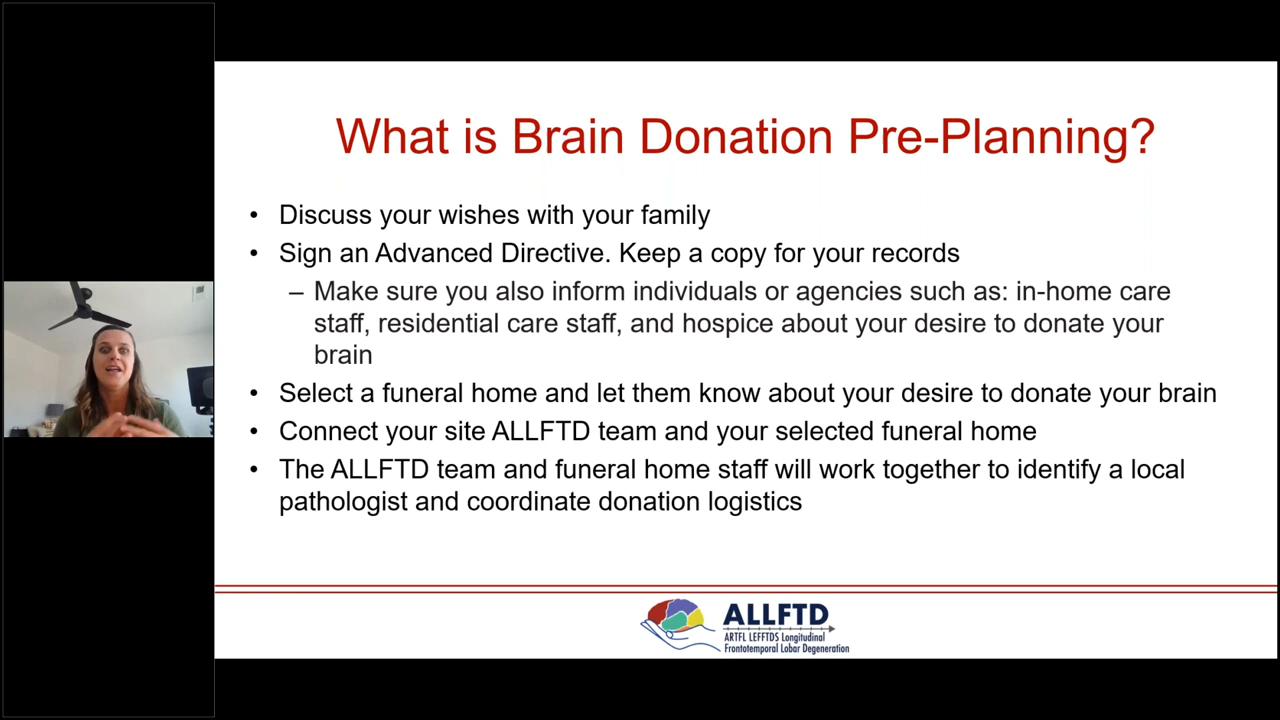 What is Brain Donation Pre-Planning?
• Discuss your wishes with your family
• Sign an Advanced Directive. Keep a copy for your records
– Make sure you also inform individuals or agencies such as: in-home care
staff, residential care staff, and hospice about your desire to donate your
brain
• Select a funeral home and let them know about your desire to donate your brain
• Connect your site ALLFTD team and your selected funeral home
• The ALLFTD team and funeral home staff will work together to identify a local
pathologist and coordinate donation logistics
ALLFTD
ARTFL LEFFTDS Longitudinal
Frontotemporal Lobar Degeneration